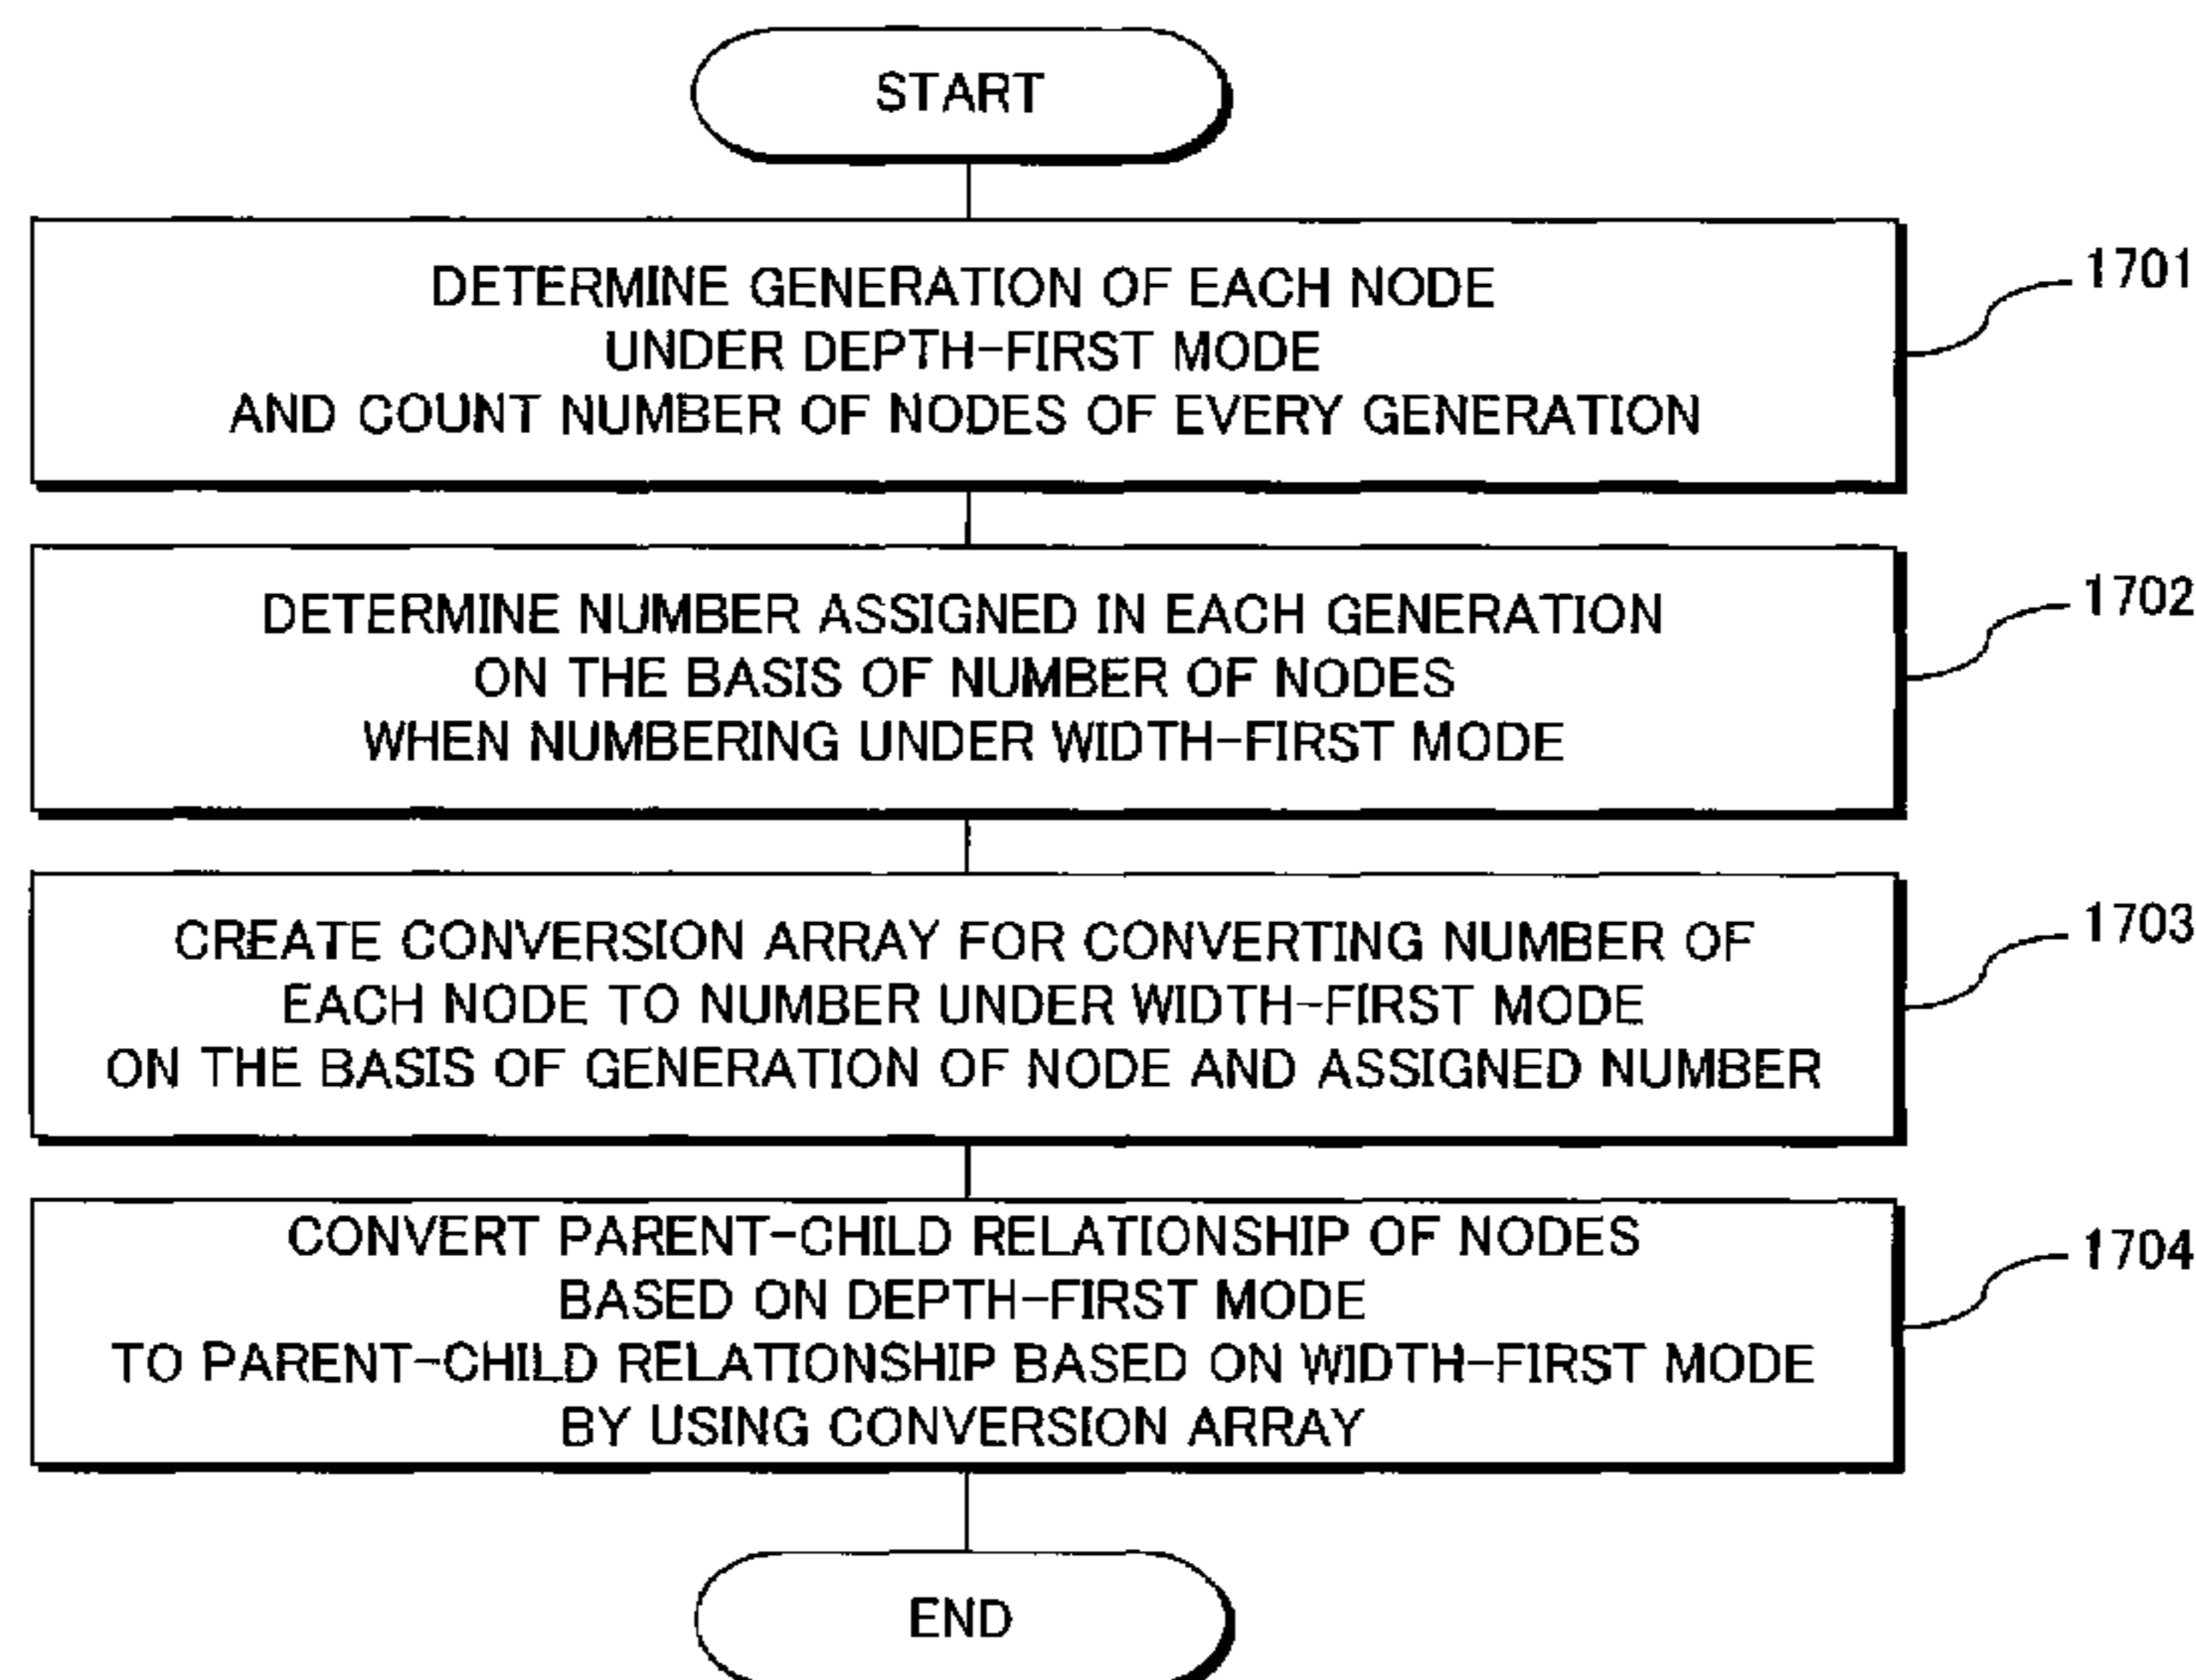 START
DETERMINE GENERATION OF EACH NODE
UNDER DEPTH-FIRST MODE
AND COUNT NUMBER OF NODES OF EVERY GENERATION
1701
DETERMINE NUMBER ASSIGNED IN EACH GENERATION
ON THE BASIS OF NUMBER OF NODES
WHEN NUMBERING UNDER WIDTH-FIRST MODE
1702
CREATE CONVERSION ARRAY FOR CONVERTING NUMBER OF
EACH NODE TO NUMBER UNDER WIDTH-FIRST MODE
ON THE BASIS OF GENERATION OF NODE AND ASSIGNED NUMBER
1703
CONVERT PARENT-CHILD RELATIONSHIP OF NODES
BASED ON DEPTH-FIRST MODE
TO PARENT-CHILD RELATIONSHIP BASED ON WIDTH-FIRST MODE
BY USING CONVERSION ARRAY
1704
END